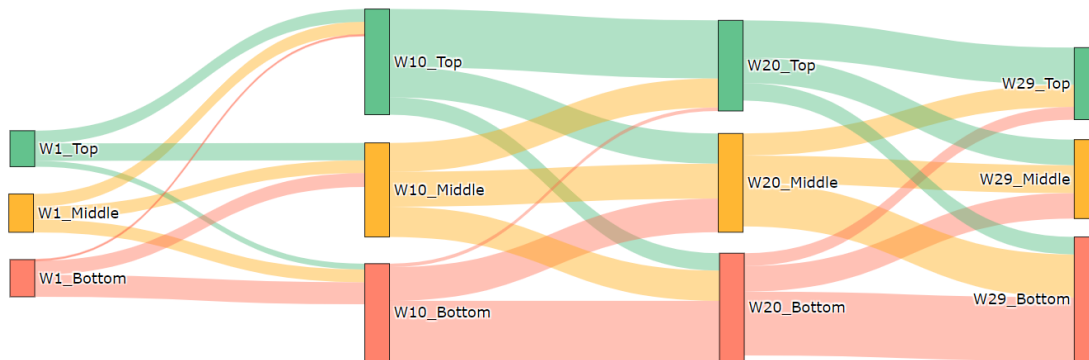 W1_Top
W1_Middle
W1_Bottom
W10_Top
W10_Middle
W10_Bottom
W20_Top
W20_Middle
W20_Bottom
W29_Top
W29_Middle
W29_Bottom